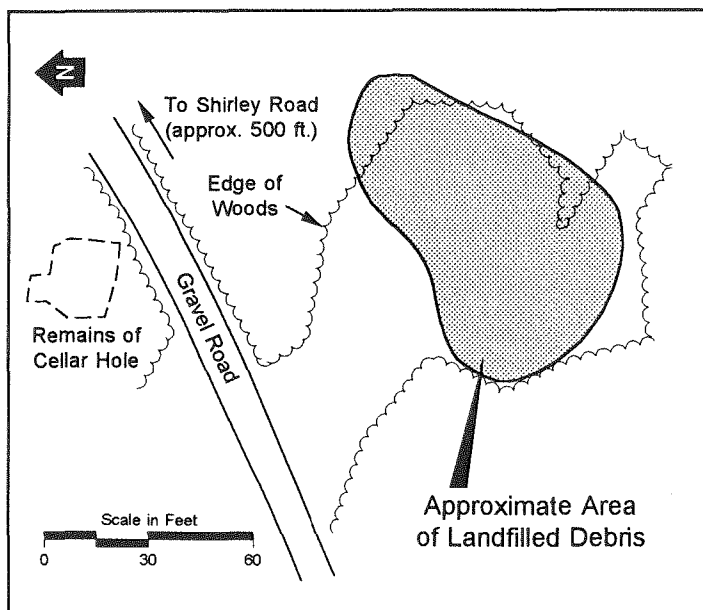 N
To Shirley Road
(approx. 500 ft.)
Edge of
Woods
Gravel Road
Remains of
Cellar Hole
Approximate Area
of Landfilled Debris
Scale in Feet
0 30 60